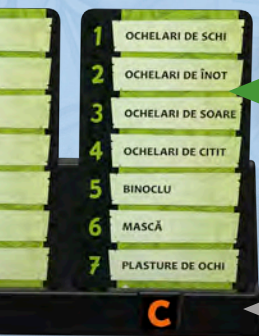 1 OCHELARI DE SCHI
2 OCHELARI DE ÎNOT
3 OCHELARI DE SOARE
4 OCHELARI DE CITIT
5 BINOCLU
6 MASCĂ
7 PLASTURE DE OCHI
C